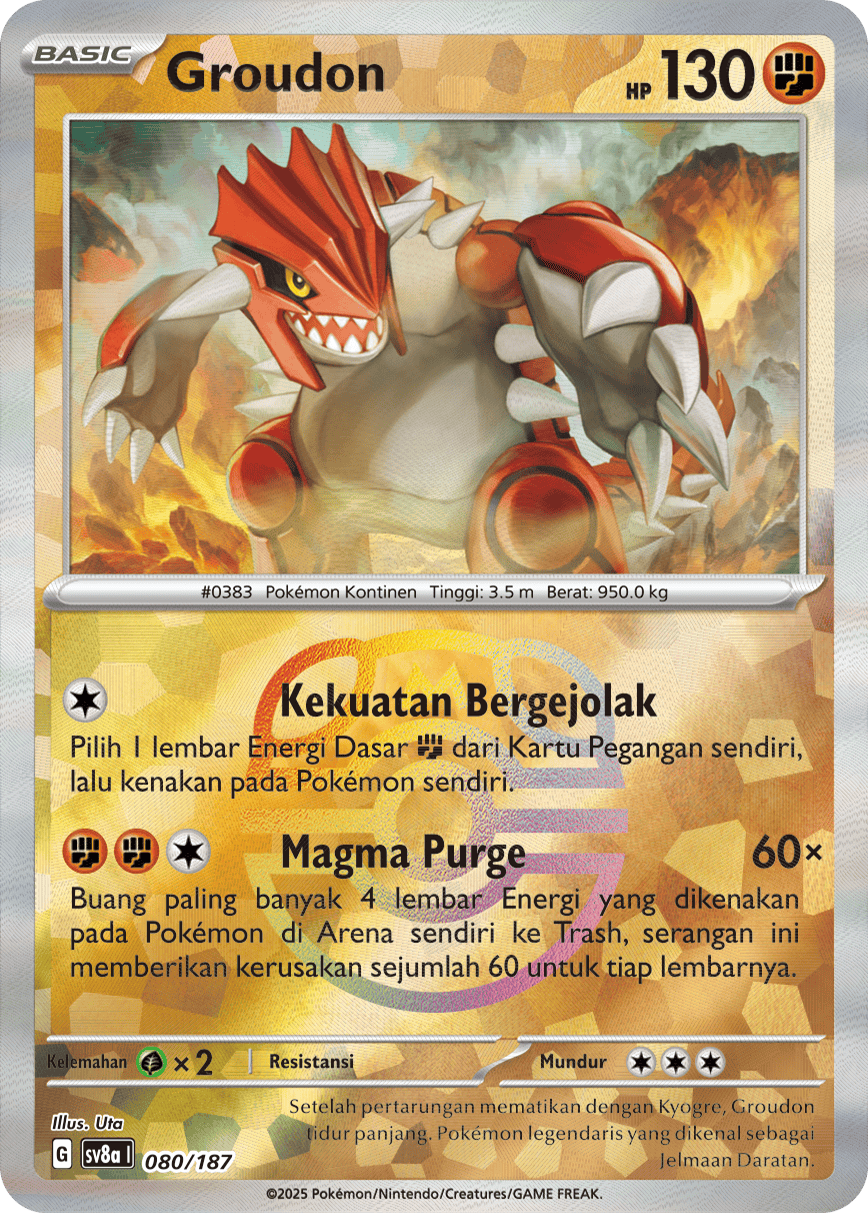 BASIC
Groudon
HP 130
#0383 Pokémon Kontinen Tinggi: 3.5 m Berat: 950.0 kg
Kekuatan Bergejolak
Pilih 1 lembar Energi Dasar dari Kartu Pegangan sendiri,
lalu kenakan pada Pokémon sendiri.
Magma Purge 60×
Buang paling banyak 4 lembar Energi yang dikenakan
pada Pokémon di Arena sendiri ke Trash, serangan ini
memberikan kerusakan sejumlah 60 untuk tiap lembarnya.
Kelemahan ×2 Resistansi Mundur
Setelah pertarungan mematikan dengan Kyogre, Groudon
tidur panjang. Pokémon legendaris yang dikenal sebagai
Jelmaan Daratan.
Illus. Uta
G sv8a I 080/187
©2025 Pokémon/Nintendo/Creatures/GAME FREAK.